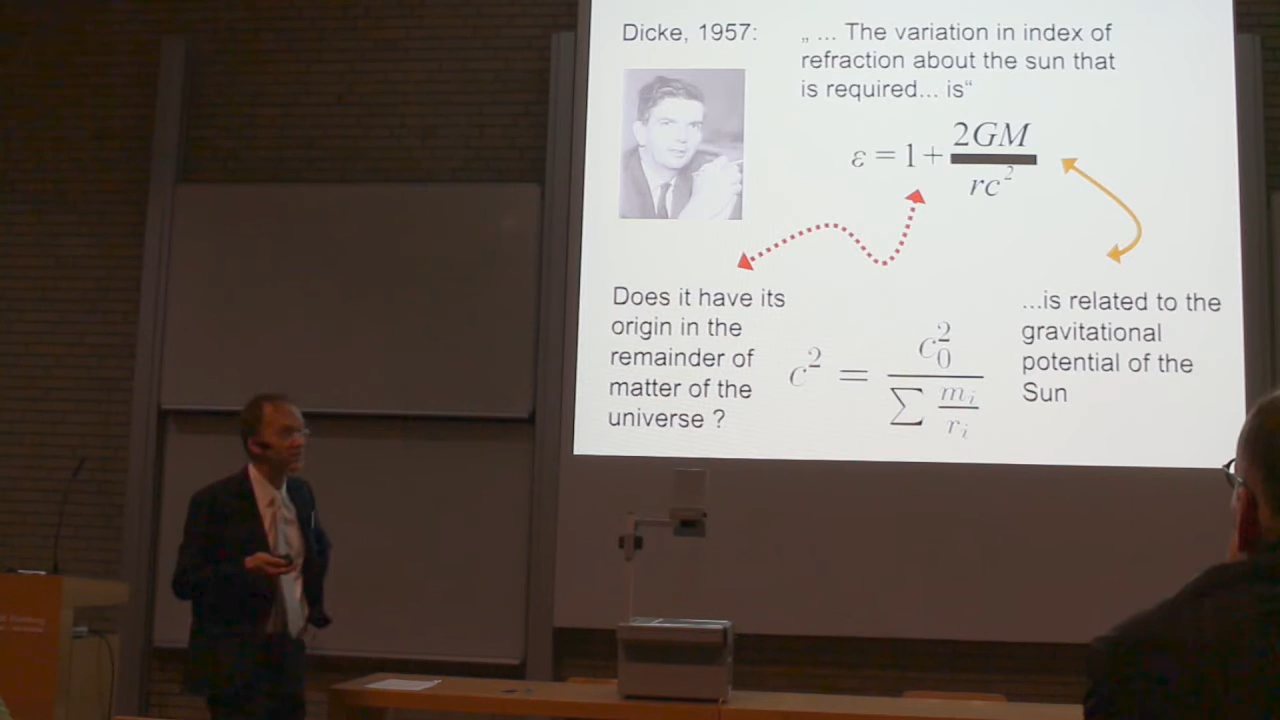 Dicke, 1957:
„ ... The variation in index of
refraction about the sun that
is required... is“
ε = 1 + 2GM / rc²
Does it have its
origin in the
remainder of
matter of the
universe ?
c² = c₀² / ∑ mᵢ/rᵢ
...is related to the
gravitational
potential of the
Sun